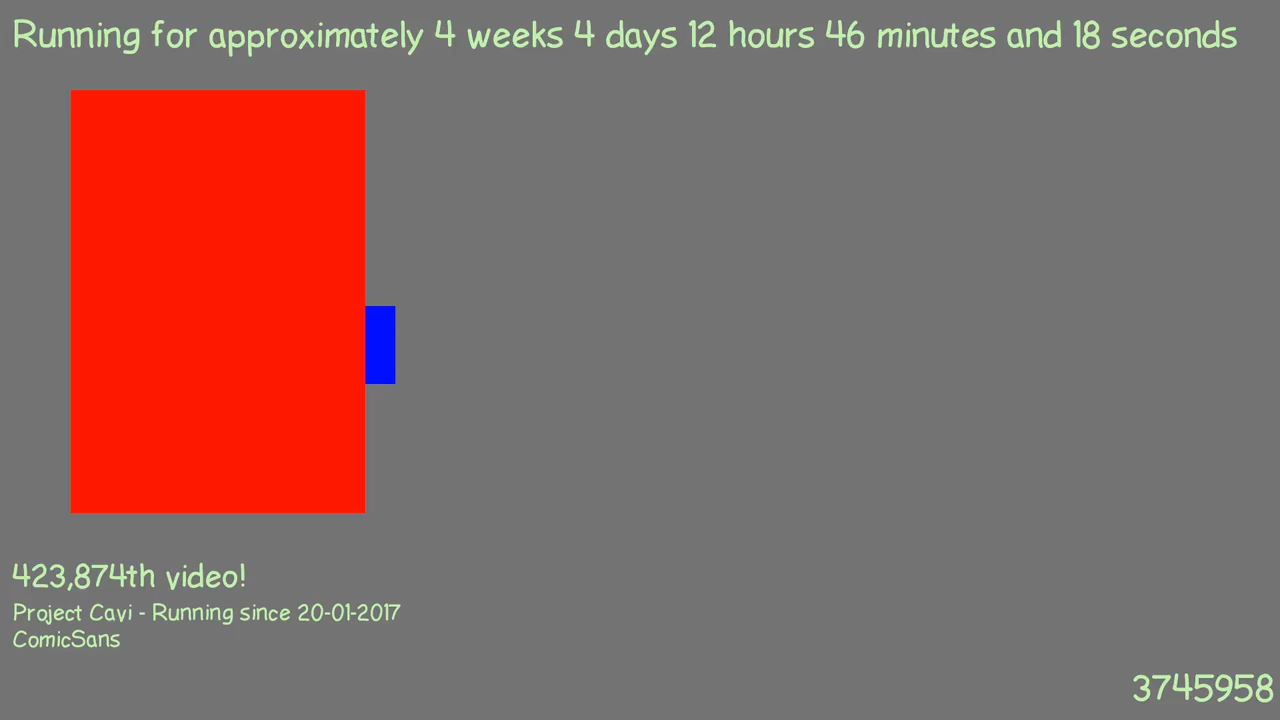 Running for approximately 4 weeks 4 days 12 hours 46 minutes and 18 seconds
423,874th video!
Project Cavi - Running since 20-01-2017
ComicSans
3745958